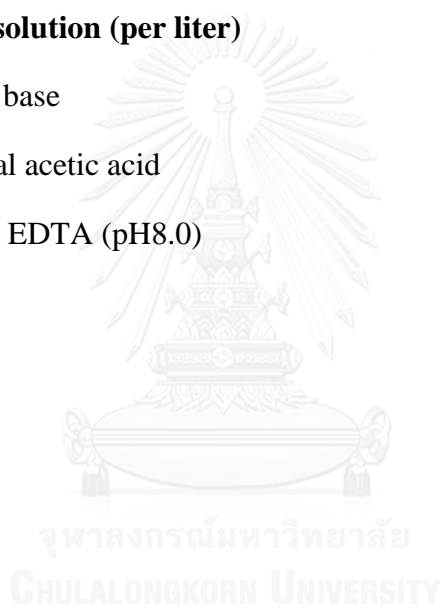 solution (per liter)
base
al acetic acid
EDTA (pH8.0)
จุฬาลงกรณ์มหาวิทยาลัย
CHULALONGKORN UNIVERSITY